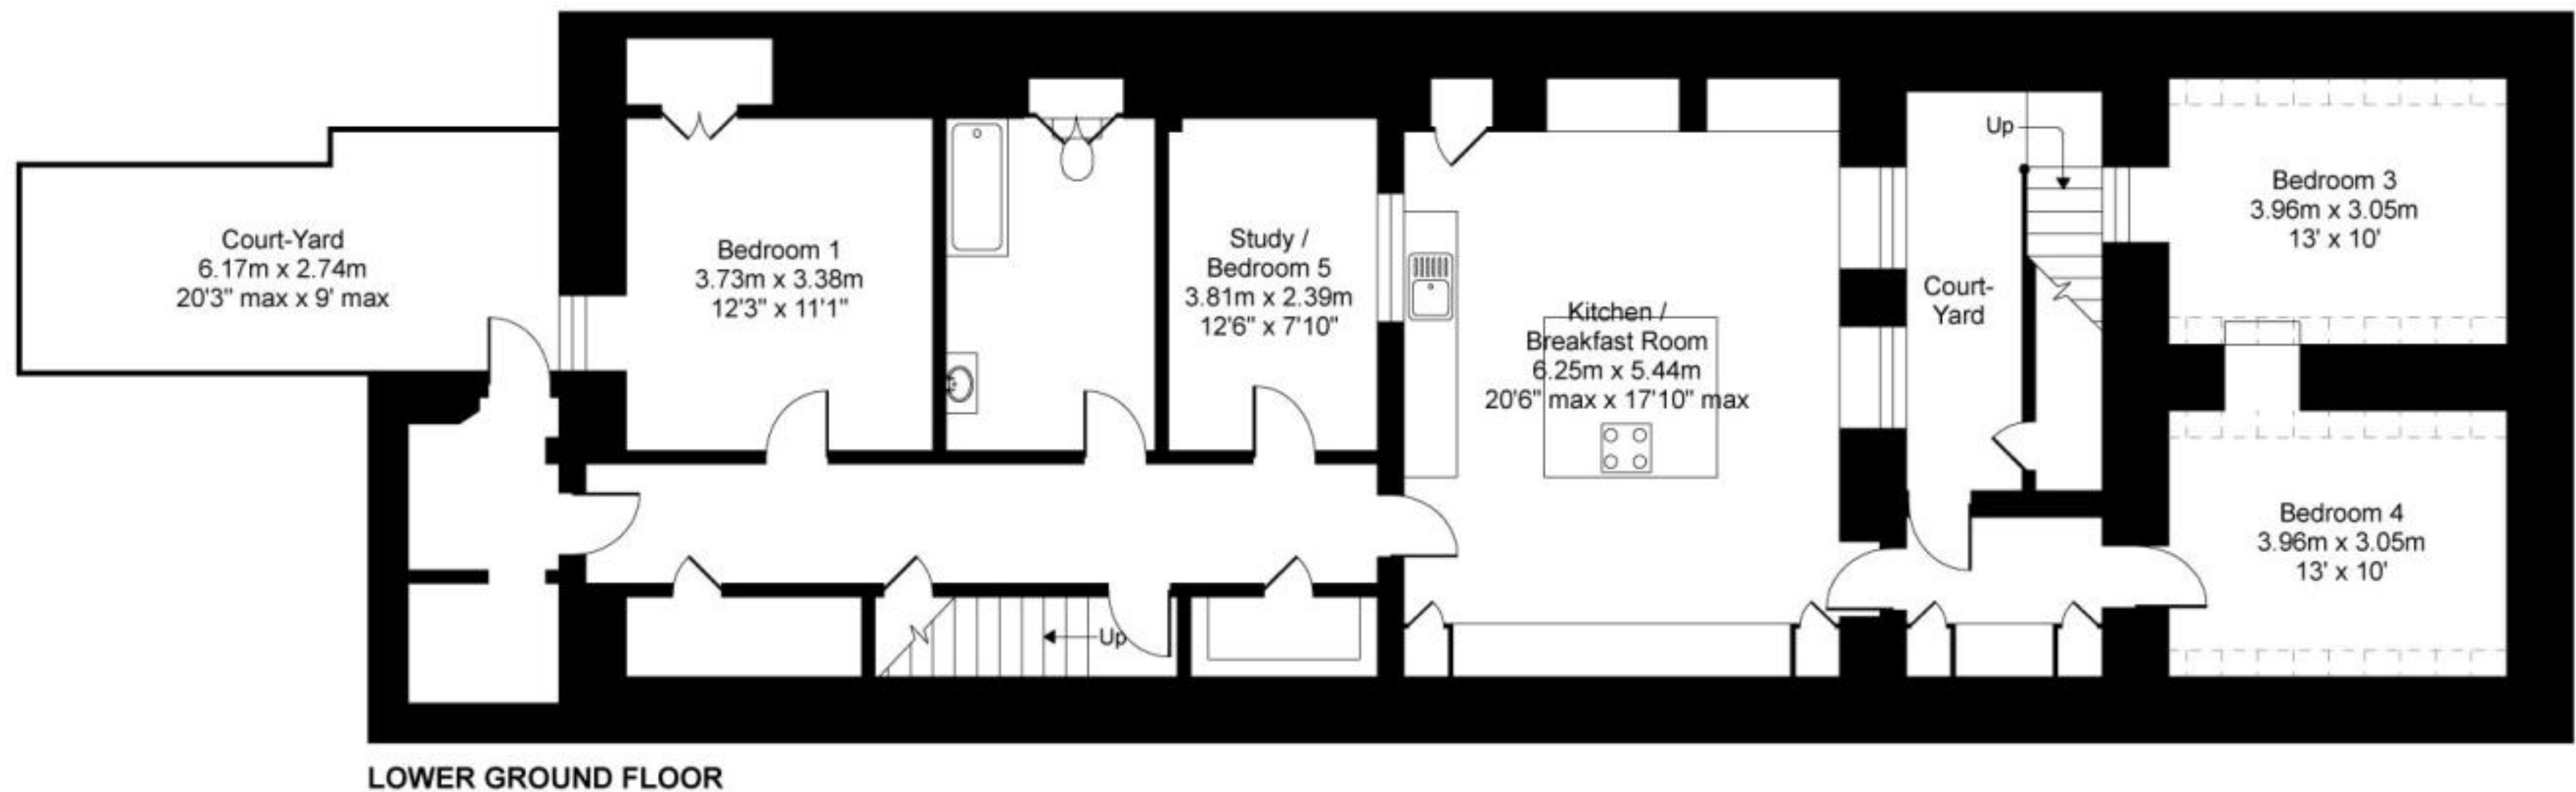 Court-Yard
6.17m x 2.74m
20'3" max x 9' max
Bedroom 1
3.73m x 3.38m
12'3" x 11'1"
Study /
Bedroom 5
3.81m x 2.39m
12'6" x 7'10"
Kitchen /
Breakfast Room
6.25m x 5.44m
20'6" max x 17'10" max
Up
Court-
Yard
Bedroom 3
3.96m x 3.05m
13' x 10'
Bedroom 4
3.96m x 3.05m
13' x 10'
Up
LOWER GROUND FLOOR